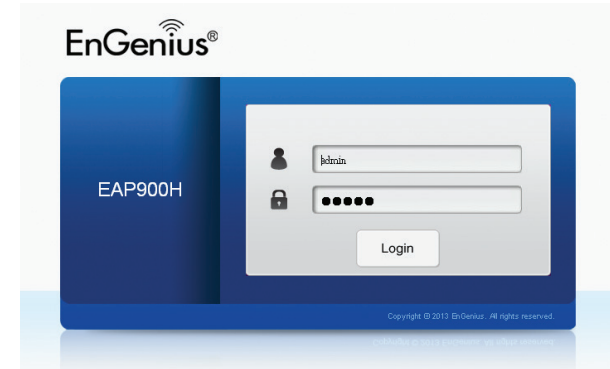 EnGenius®
admin
EAP900H
●●●●●
Login
Copyright © 2013 EnGenius. All rights reserved.